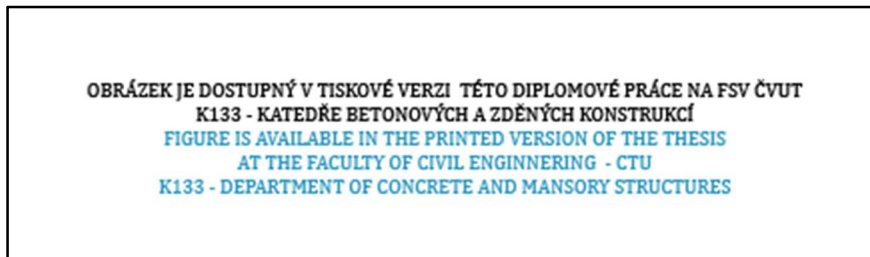 OBRÁZEK JE DOSTUPNÝ V TISKOVÉ VERZI TÉTO DIPLOMOVÉ PRÁCE NA FSV ČVUT
K133 - KATEDŘE BETONOVÝCH A ZDĚNÝCH KONSTRUKCÍ
FIGURE IS AVAILABLE IN THE PRINTED VERSION OF THE THESIS
AT THE FACULTY OF CIVIL ENGINNERING - CTU
K133 - DEPARTMENT OF CONCRETE AND MANSORY STRUCTURES